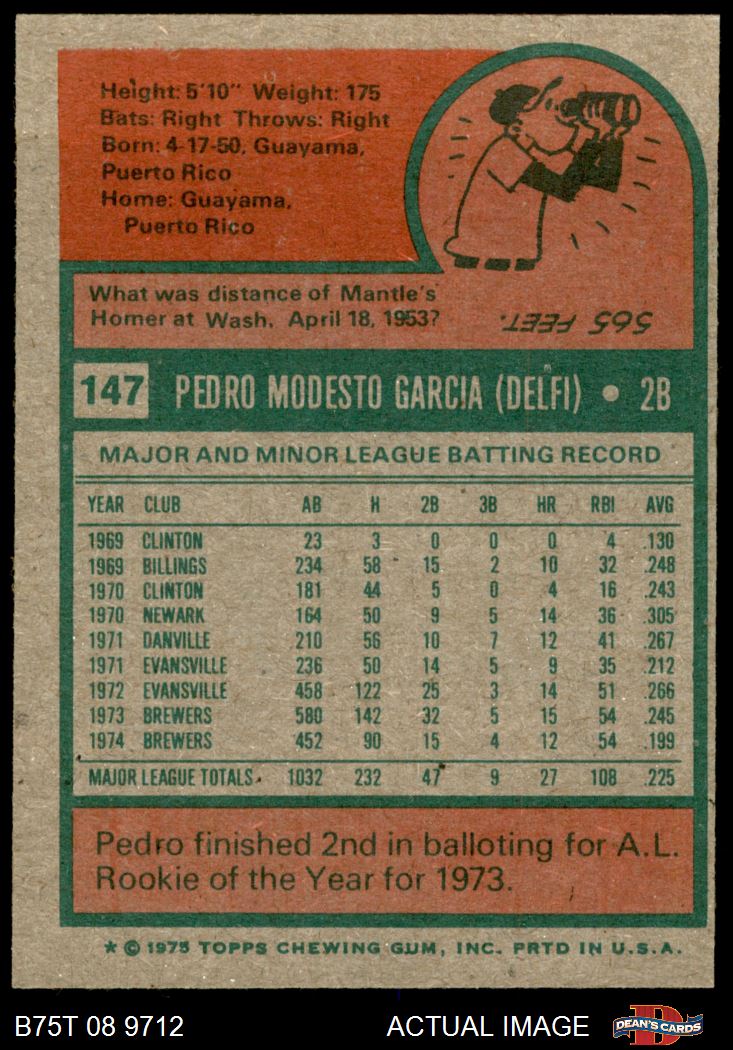 Height: 5'10" Weight: 175
Bats: Right Throws: Right
Born: 4-17-50, Guayama,
Puerto Rico
Home: Guayama,
Puerto Rico
What was distance of Mantle's
Homer at Wash. April 18, 1953?
565 FEET.
147 PEDRO MODESTO GARCIA (DELFI) • 2B
MAJOR AND MINOR LEAGUE BATTING RECORD
YEAR CLUB AB H 2B 3B HR RBI AVG
1969 CLINTON 23 3 0 0 0 4 .130
1969 BILLINGS 234 58 15 2 10 32 .248
1970 CLINTON 181 44 5 0 4 16 .243
1970 NEWARK 164 50 9 5 14 36 .305
1971 DANVILLE 210 56 10 7 12 41 .267
1971 EVANSVILLE 236 50 14 5 9 35 .212
1972 EVANSVILLE 458 122 25 3 14 51 .266
1973 BREWERS 580 142 32 5 15 54 .245
1974 BREWERS 452 90 15 4 12 54 .199
MAJOR LEAGUE TOTALS 1032 232 47 9 27 108 .225
Pedro finished 2nd in balloting for A.L.
Rookie of the Year for 1973.
* © 1975 TOPPS CHEWING GUM, INC. PRTD IN U.S.A.
B75T 08 9712 ACTUAL IMAGE DEAN'S CARDS